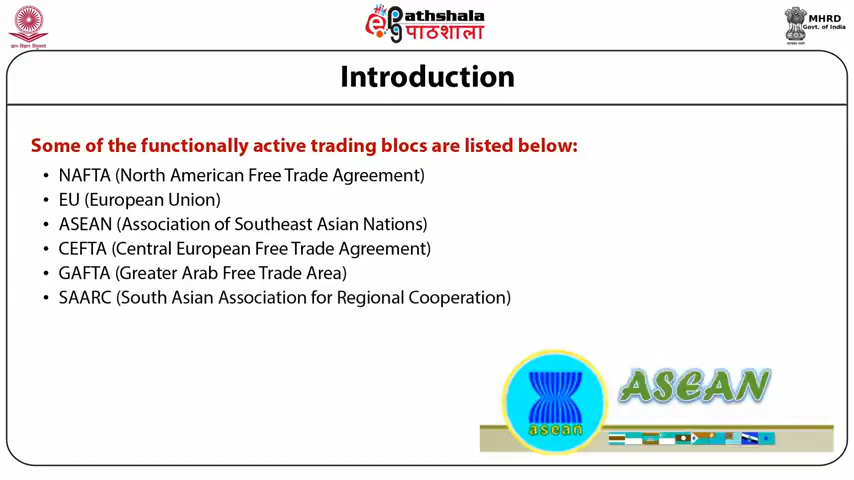 Pathshala
पाठशाला
MHRD
Govt. of India
Introduction
Some of the functionally active trading blocs are listed below:
• NAFTA (North American Free Trade Agreement)
• EU (European Union)
• ASEAN (Association of Southeast Asian Nations)
• CEFTA (Central European Free Trade Agreement)
• GAFTA (Greater Arab Free Trade Area)
• SAARC (South Asian Association for Regional Cooperation)
ASEAN
asean